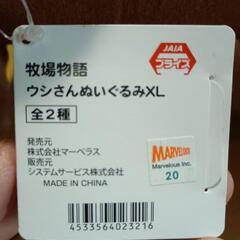 JAIA
プライズ
牧場物語
ウシさんぬいぐるみXL
全2種
発売元
株式会社マーベラス
販売元
システムサービス株式会社
MADE IN CHINA
MARVELOUS
Marvelous Inc.
20
4533564023216